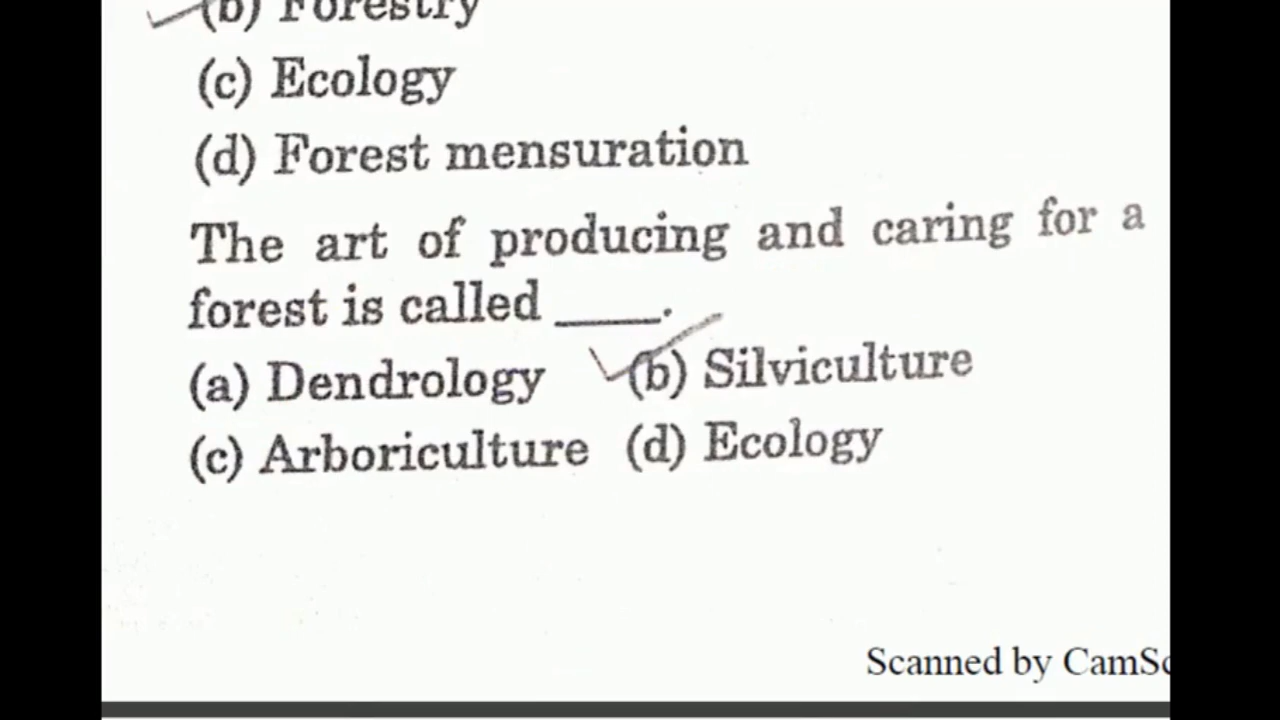 (b) Forestry
(c) Ecology
(d) Forest mensuration
The art of producing and caring for a
forest is called ____.
(a) Dendrology (b) Silviculture
(c) Arboriculture (d) Ecology
Scanned by CamSc